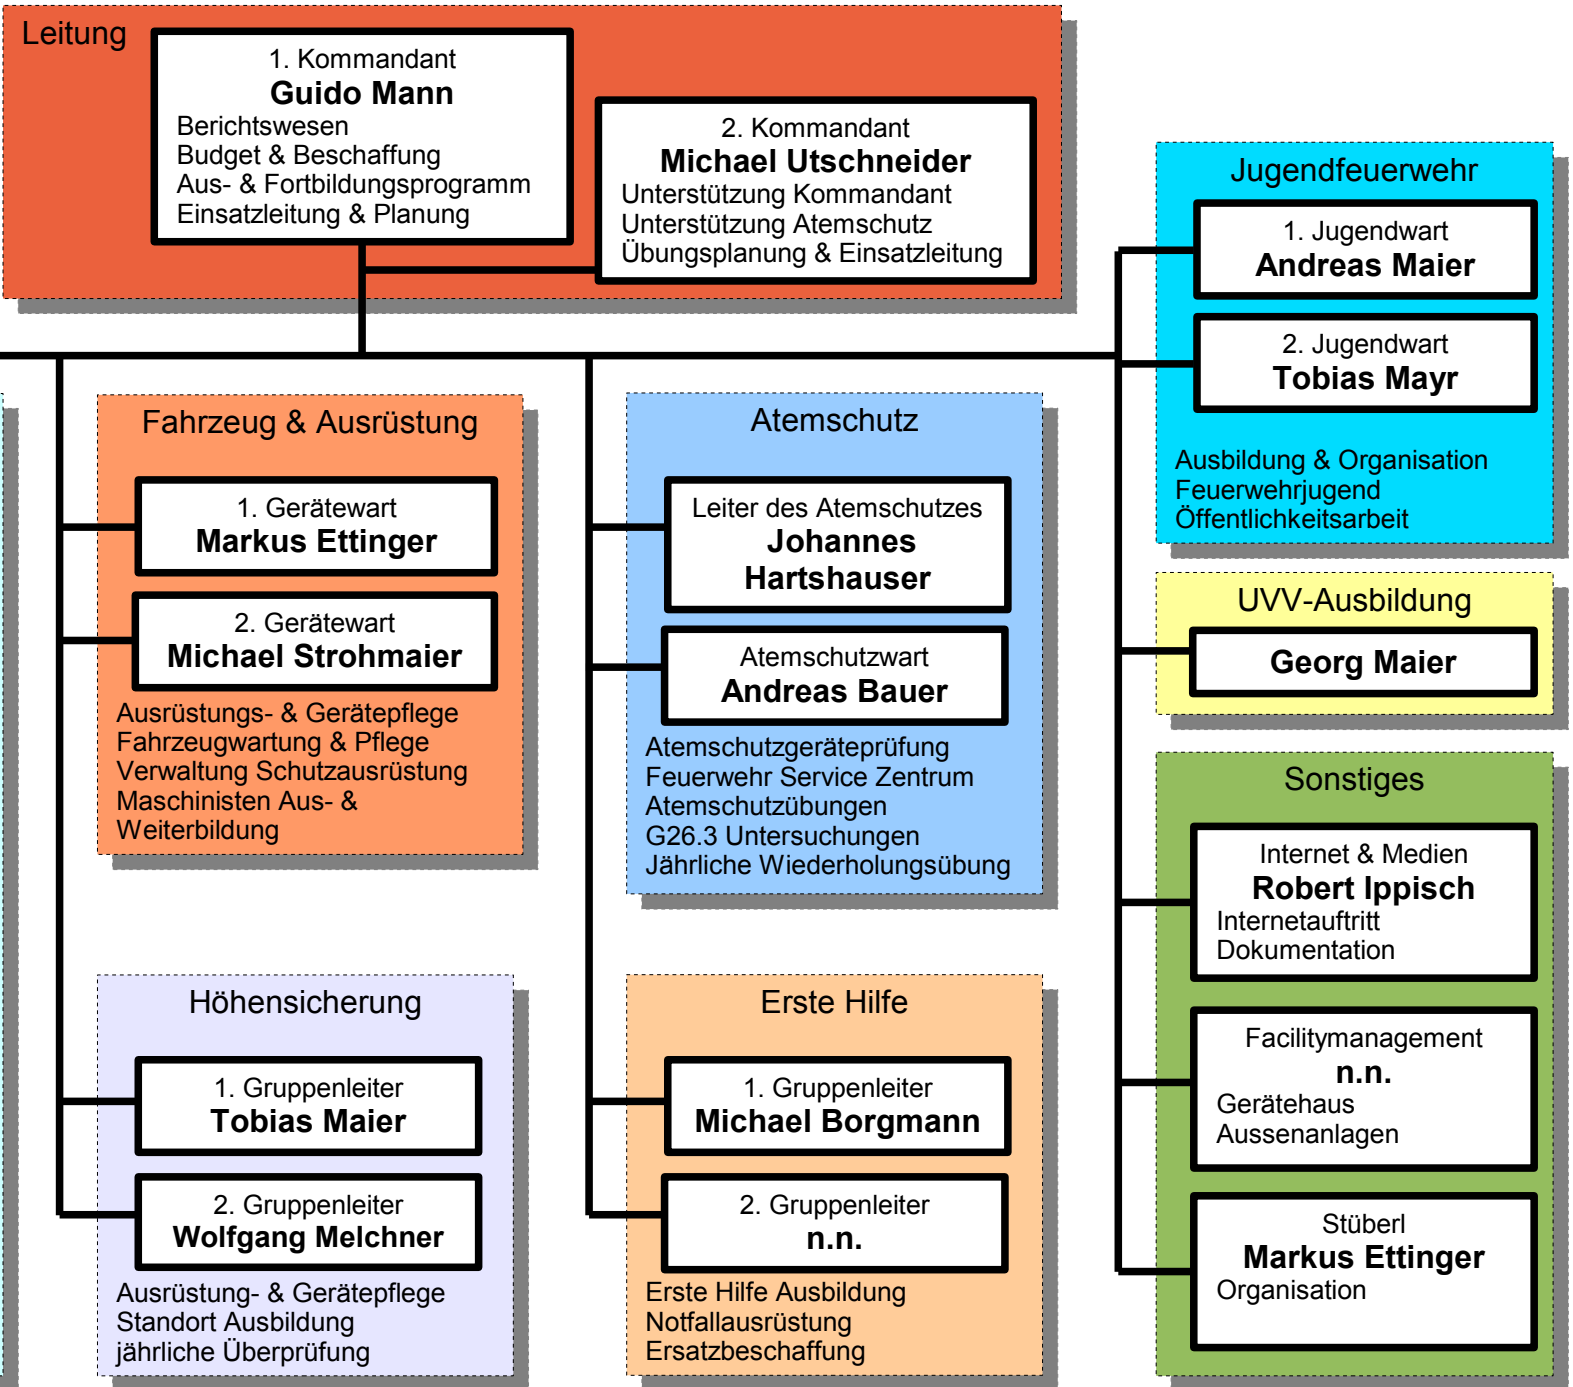 Leitung
1. Kommandant
Guido Mann
Berichtswesen
Budget & Beschaffung
Aus- & Fortbildungsprogramm
Einsatzleitung & Planung
2. Kommandant
Michael Utschneider
Unterstützung Kommandant
Unterstützung Atemschutz
Übungsplanung & Einsatzleitung
Jugendfeuerwehr
1. Jugendwart
Andreas Maier
2. Jugendwart
Tobias Mayr
Ausbildung & Organisation
Feuerwehrjugend
Öffentlichkeitsarbeit
Fahrzeug & Ausrüstung
1. Gerätewart
Markus Ettinger
2. Gerätewart
Michael Strohmaier
Ausrüstungs- & Gerätepflege
Fahrzeugwartung & Pflege
Verwaltung Schutzausrüstung
Maschinisten Aus- &
Weiterbildung
Atemschutz
Leiter des Atemschutzes
Johannes
Hartshauser
Atemschutzwart
Andreas Bauer
Atemschutzgeräteprüfung
Feuerwehr Service Zentrum
Atemschutzübungen
G26.3 Untersuchungen
Jährliche Wiederholungsübung
UVV-Ausbildung
Georg Maier
Sonstiges
Internet & Medien
Robert Ippisch
Internetauftritt
Dokumentation
Facilitymanagement
n.n.
Gerätehaus
Aussenanlagen
Stüberl
Markus Ettinger
Organisation
Höhensicherung
1. Gruppenleiter
Tobias Maier
2. Gruppenleiter
Wolfgang Melchner
Ausrüstung- & Gerätepflege
Standort Ausbildung
jährliche Überprüfung
Erste Hilfe
1. Gruppenleiter
Michael Borgmann
2. Gruppenleiter
n.n.
Erste Hilfe Ausbildung
Notfallausrüstung
Ersatzbeschaffung